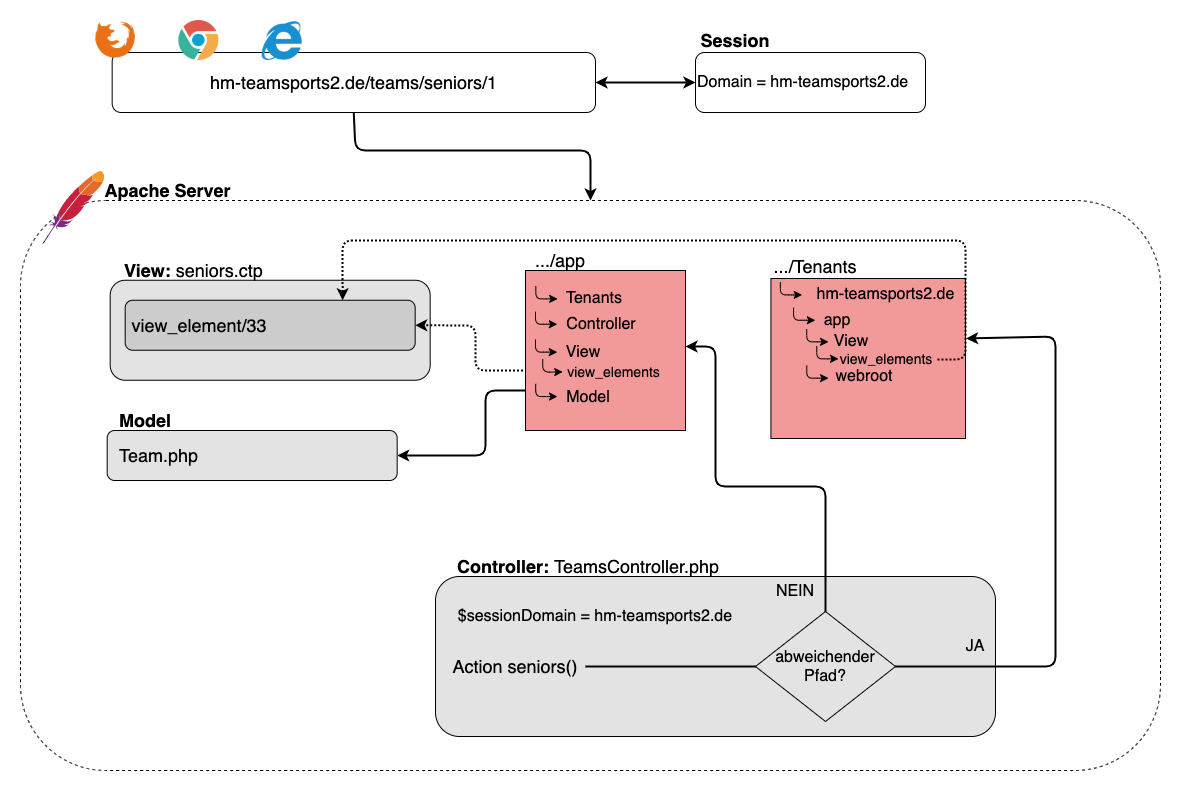 Session
hm-teamsports2.de/teams/seniors/1
Domain = hm-teamsports2.de
Apache Server
View: seniors.ctp
view_element/33
.../app
Tenants
Controller
View
view_elements
Model
.../Tenants
hm-teamsports2.de
app
View
view_elements
webroot
Model
Team.php
Controller: TeamsController.php
NEIN
$sessionDomain = hm-teamsports2.de
JA
Action seniors()
abweichender
Pfad?